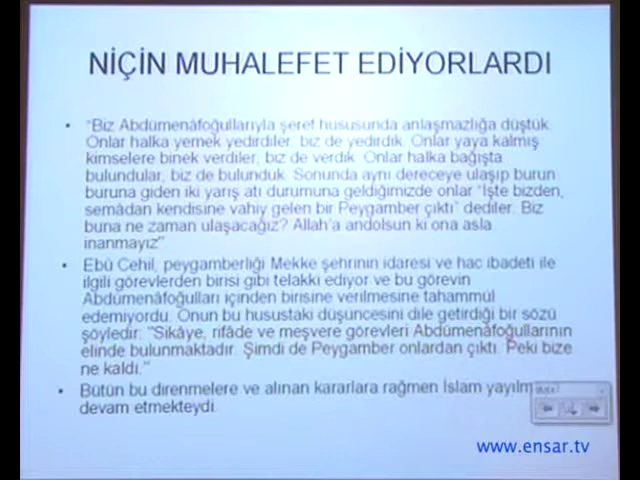 NİÇİN MUHALEFET EDİYORLARDI
• "Biz Abdümenâfoğullarıyla şeref hususunda anlaşmazlığa düştük.
Onlar halka yemek yedirdiler, biz de yedirdik. Onlar yaya kalmış
kimselere binek verdiler, biz de verdik. Onlar halka bağışta
bulundular, biz de bulunduk. Sonunda aynı dereceye ulaşıp burun
buruna giden iki yarış atı durumuna geldiğimizde onlar "İşte bizden,
semâdan kendisine vahiy gelen bir Peygamber çıktı" dediler. Biz
buna ne zaman ulaşacağız? Allah'a andolsun ki ona asla
inanmayız"
• Ebû Cehil, peygamberliği Mekke şehrinin idaresi ve hac ibadeti ile
ilgili görevlerden birisi gibi telakki ediyor ve bu görevin
Abdümenâfoğulları içinden birisine verilmesine tahammül
edemiyordu. Onun bu husustaki düşüncesini dile getirdiği bir sözü
şöyledir: "Sikâye, rifâde ve meşvere görevleri Abdümenâfoğullarının
elinde bulunmaktadır. Şimdi de Peygamber onlardan çıktı. Peki bize
ne kaldı."
• Bütün bu direnmelere ve alınan kararlara rağmen İslam yayılm
devam etmekteydi.
www.ensar.tv